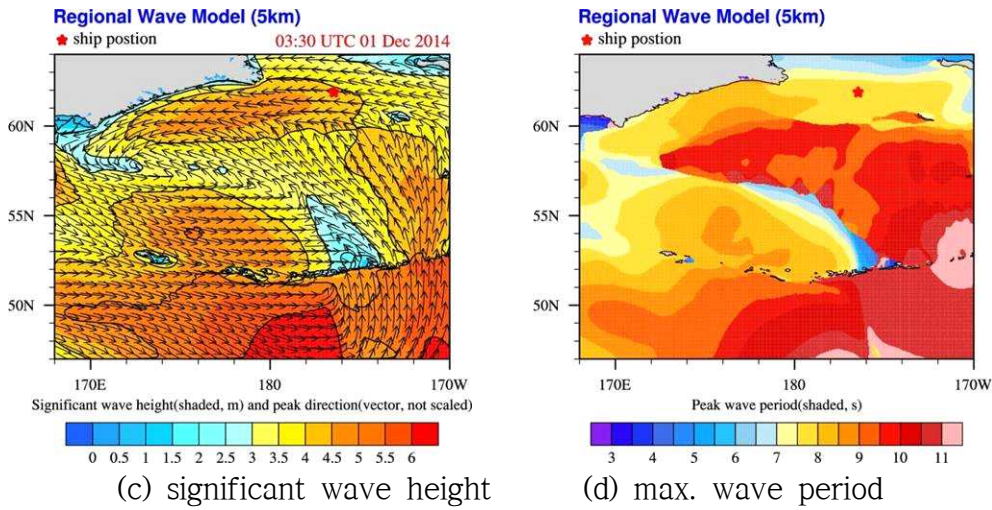 Regional Wave Model (5km)
ship postion
03:30 UTC 01 Dec 2014
60N
55N
50N
170E
180
170W
Significant wave height(shaded, m) and peak direction(vector, not scaled)
0 0.5 1 1.5 2 2.5 3 3.5 4 4.5 5 5.5 6
(c) significant wave height
Regional Wave Model (5km)
ship postion
60N
55N
50N
170E
180
170W
Peak wave period(shaded, s)
3 4 5 6 7 8 9 10 11
(d) max. wave period